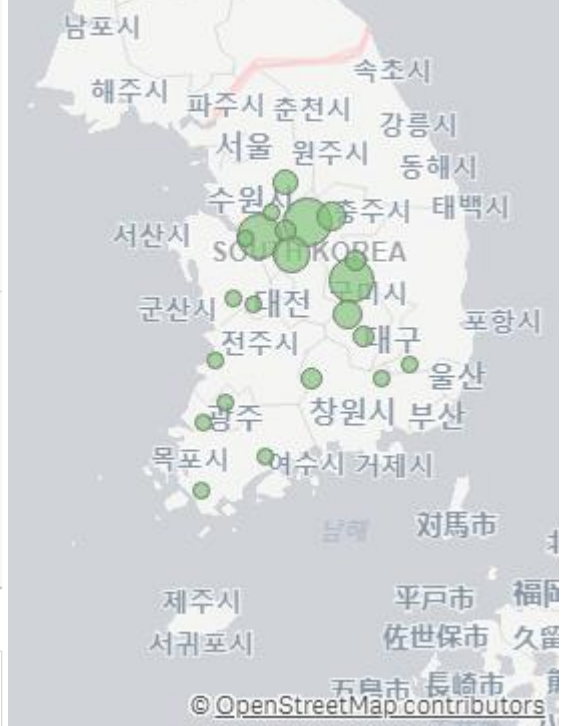 남포시
속초시
해주시
파주시 춘천시
강릉시
서울 원주시
동해시
수원시
충주시 태백시
서산시
SOUTH KOREA
구미시
군산시 대전
포항시
전주시 대구
울산
창원시 부산
광주
목포시 여수시 거제시
남해 対馬市
제주시 平戸市
서귀포시 佐世保市
五島市 長崎市
© OpenStreetMap contributors